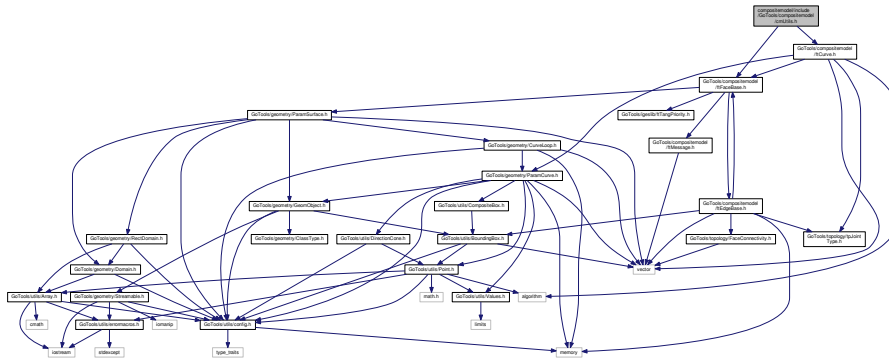 compositemodel/include
/GoTools/compositemodel
/cmUtils.h
GoTools/compositemodel
/ftCurve.h
GoTools/compositemodel
/ftFaceBase.h
GoTools/geometry/ParamSurface.h
GoTools/igeslib/ftTangPriority.h
GoTools/compositemodel
/ftMessage.h
GoTools/geometry/CurveLoop.h
GoTools/geometry/ParamCurve.h
GoTools/geometry/GeomObject.h
GoTools/utils/CompositeBox.h
GoTools/compositemodel
/ftEdgeBase.h
GoTools/geometry/RectDomain.h
GoTools/geometry/ClassType.h
GoTools/utils/DirectionCone.h
GoTools/utils/BoundingBox.h
GoTools/topology/FaceConnectivity.h
GoTools/topology/tpJoint
Type.h
GoTools/geometry/Domain.h
GoTools/utils/Point.h
vector
GoTools/utils/Array.h
GoTools/geometry/Streamable.h
math.h
GoTools/utils/Values.h
algorithm
cmath
GoTools/utils/errormacros.h
iomanip
GoTools/utils/config.h
limits
iostream
stdexcept
type_traits
memory